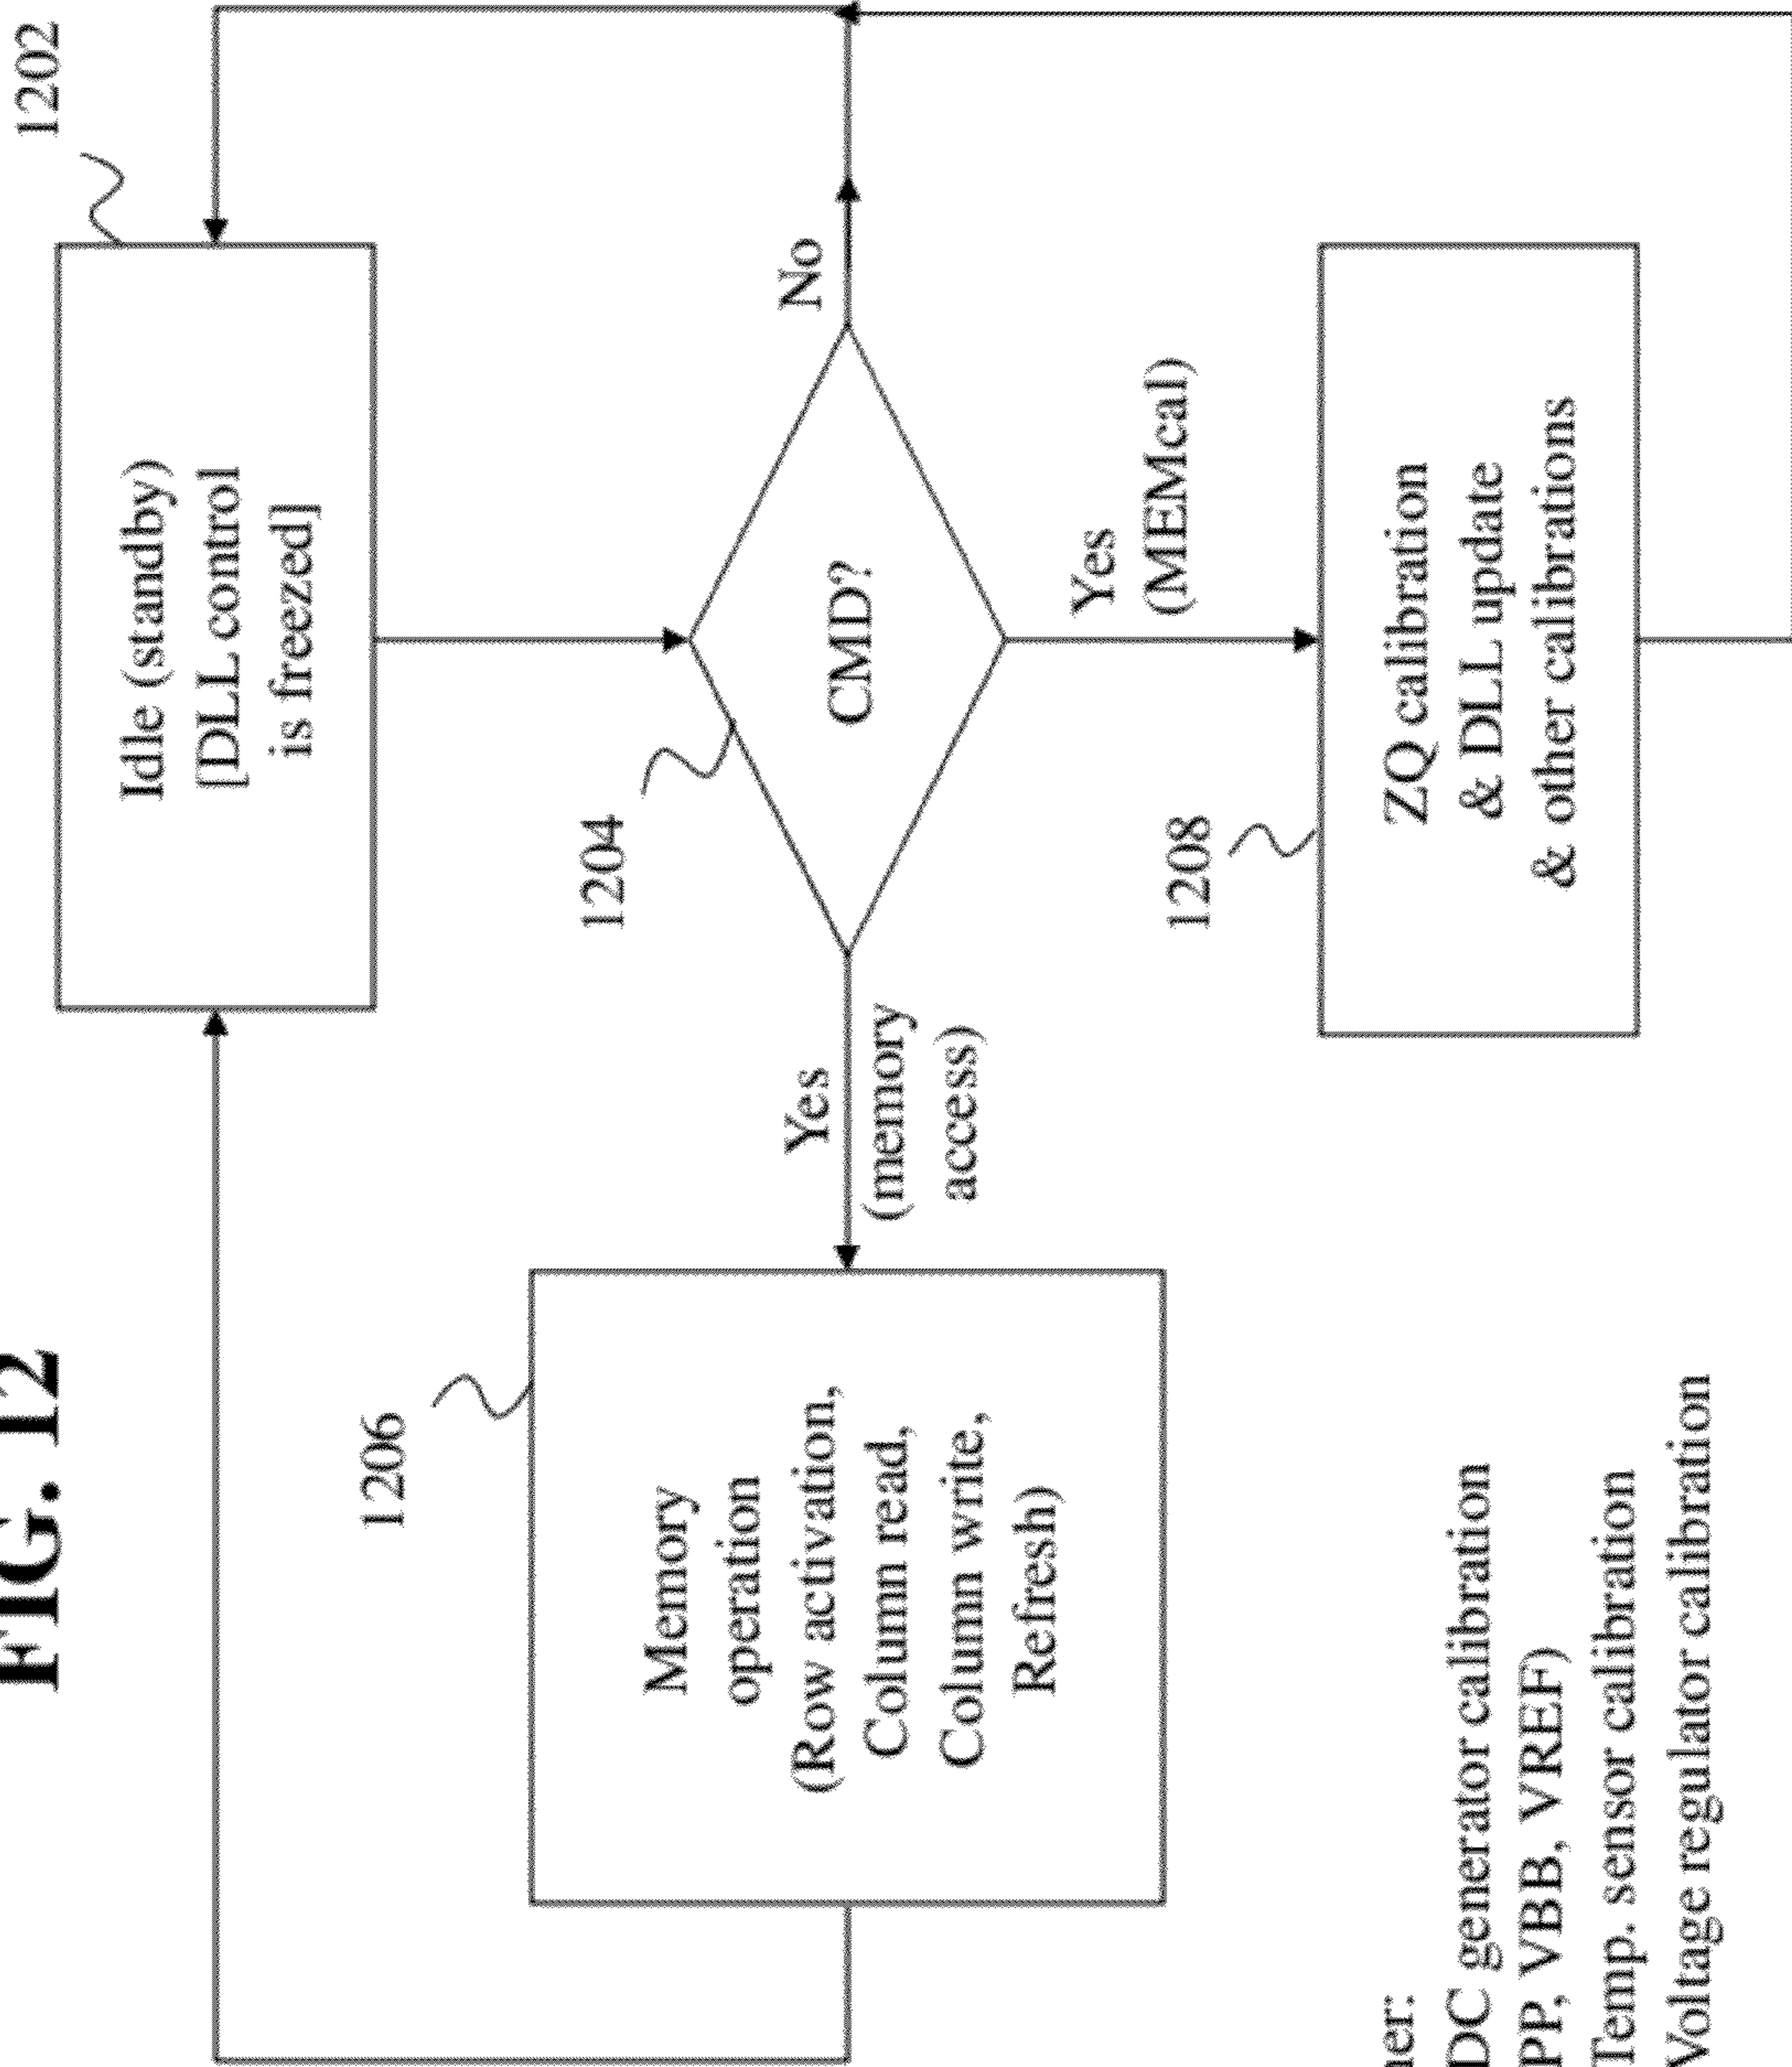 FIG. 12
1202
Idle (standby)
[DLL control
is freezed]
1204
CMD?
No
Yes
(memory
access)
Yes
(MEMcal)
1206
Memory
operation
(Row activation,
Column read,
Column write,
Refresh)
1208
ZQ calibration
& DLL update
& other calibrations
DC generator calibration
VBB, VREF)
Temp. sensor calibration
Voltage regulator calibration